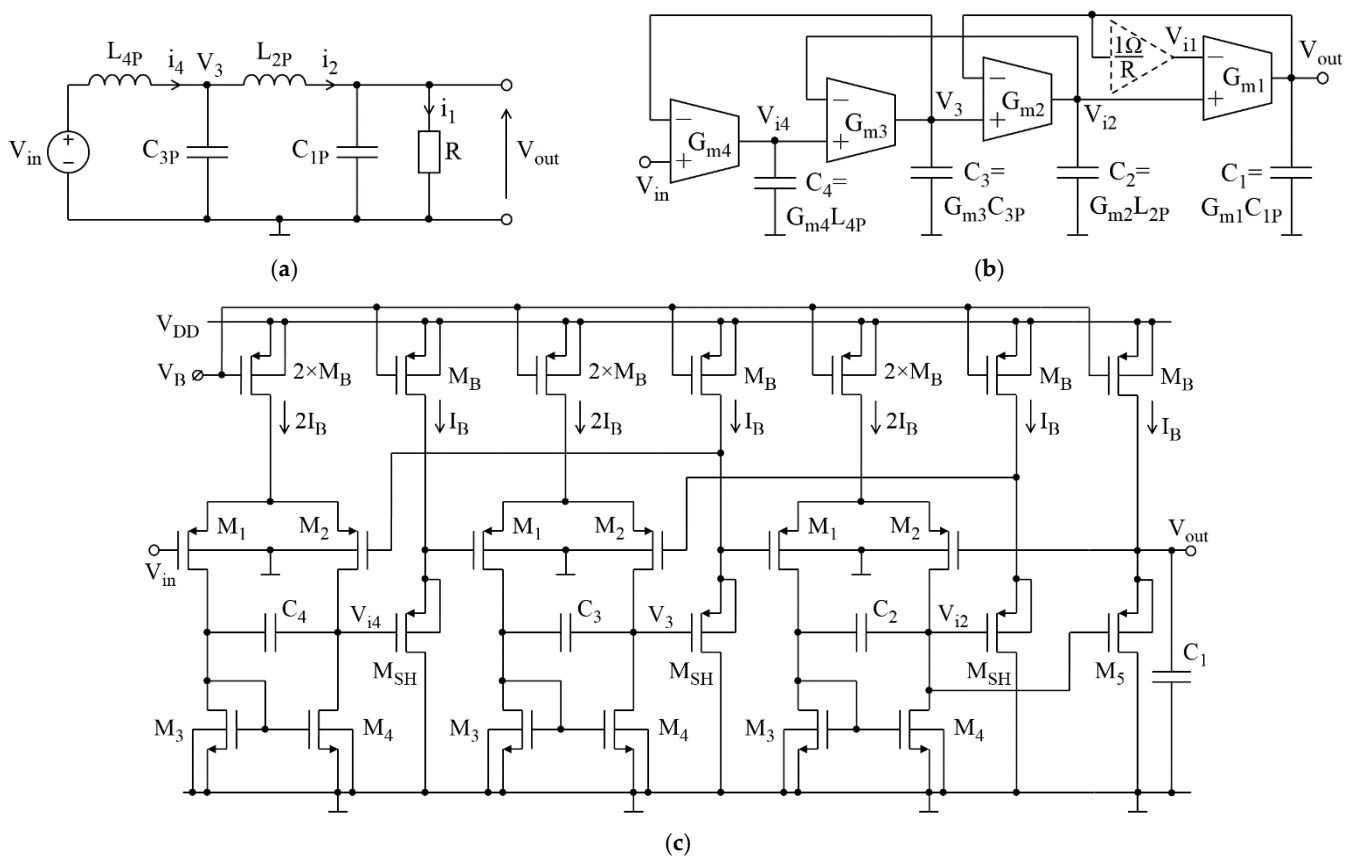 L4P i4 V3 L2P i2
Vin C3P C1P i1 R Vout
(a)
1Ω/R Vi1 Vout
− Gm4 + Vi4 − Gm3 + V3 − Gm2 + Vi2 − Gm1 +
Vin
C4= Gm4L4P
C3= Gm3C3P
C2= Gm2L2P
C1= Gm1C1P
(b)
VDD
VB 2×MB MB 2×MB MB 2×MB MB MB
2IB IB 2IB IB 2IB IB IB
M1 M2 M1 M2 M1 M2 Vout
Vin
C4 Vi4 C3 V3 C2 Vi2
MSH MSH MSH M5 C1
M3 M4 M3 M4 M3 M4
(c)